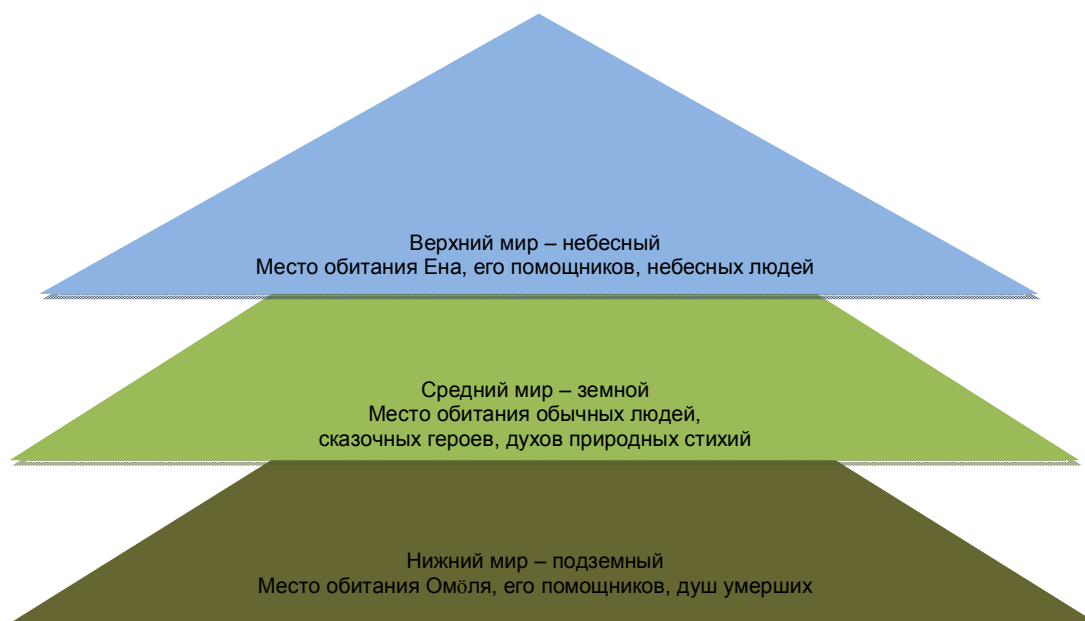 Верхний мир – небесный
Место обитания Ена, его помощников, небесных людей
Средний мир – земной
Место обитания обычных людей,
сказочных героев, духов природных стихий
Нижний мир – подземный
Место обитания Омӧля, его помощников, душ умерших